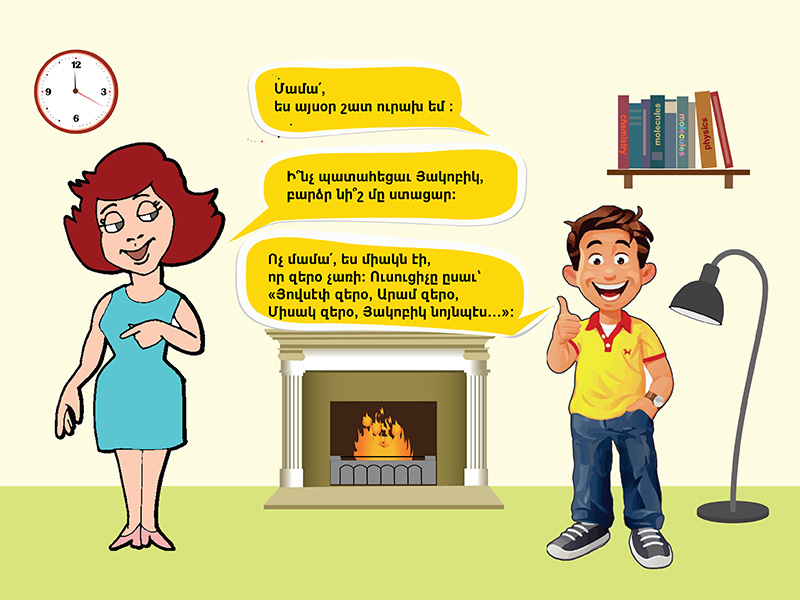 12
9
3
6
Մամա՛,
ես այսօր շատ ուրախ եմ :
Ի՞նչ պատահեցաւ Յակոբիկ,
բարձր նի՞շ մը ստացար:
Ոչ մամա՛, ես միակն էի,
որ զերօ չառի: Ուսուցիչը ըսաւ՝
«Յովսէփ զերօ, Արամ զերօ,
Միսակ զերօ, Յակոբիկ նոյնպէս...»:
chemistry
molecules
molecules
physics